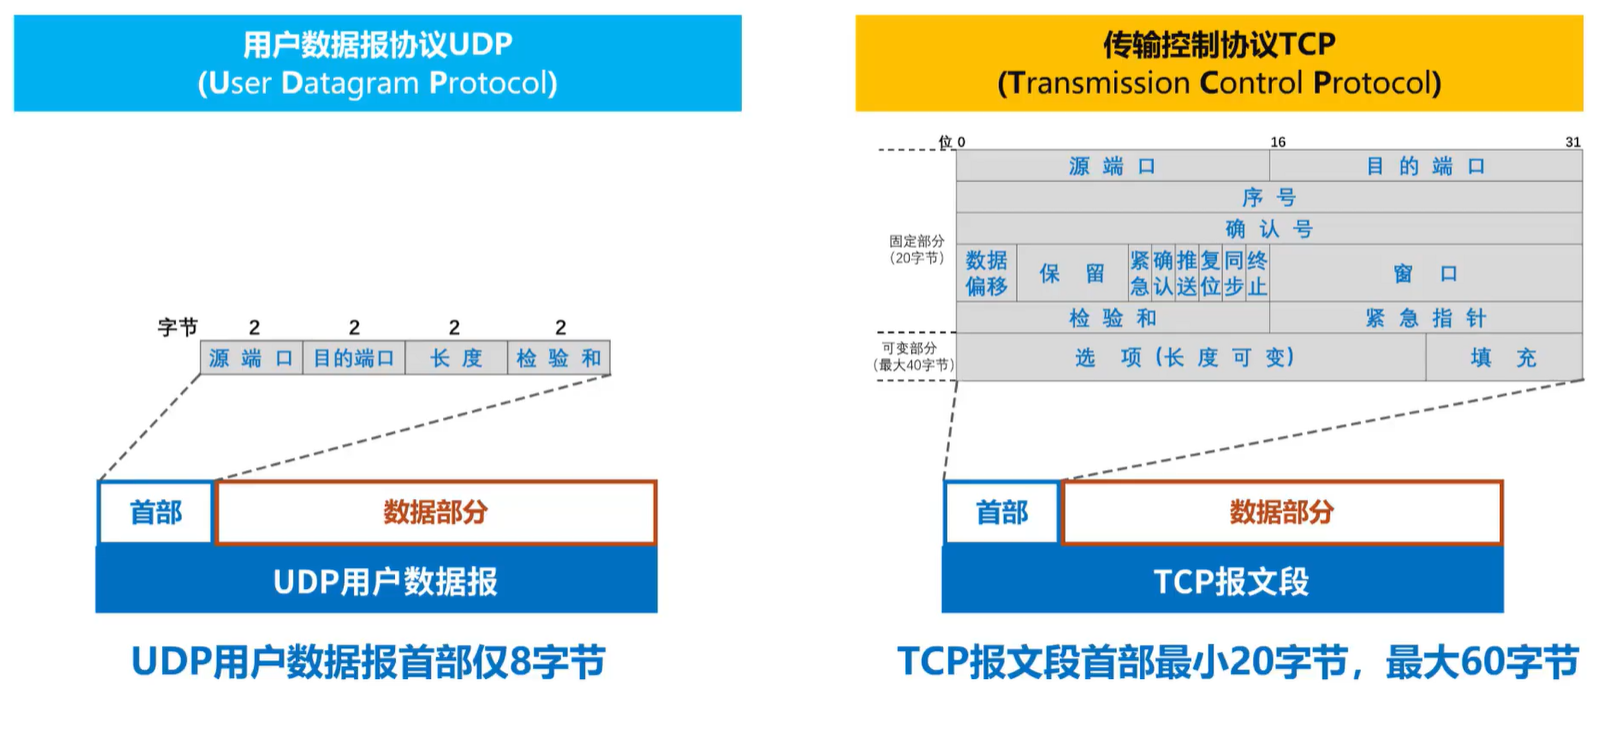 用户数据报协议UDP
(User Datagram Protocol)
字节 2 2 2 2
源端口 目的端口 长度 检验和
首部 数据部分
UDP用户数据报
UDP用户数据报首部仅8字节
传输控制协议TCP
(Transmission Control Protocol)
位 0 16 31
源端口 目的端口
序号
确认号
固定部分
(20字节)
数据偏移 保留 紧急 确认 推送 复位 同步 终止 窗口
检验和 紧急指针
可变部分
(最大40字节)
选项(长度可变) 填充
首部 数据部分
TCP报文段
TCP报文段首部最小20字节，最大60字节